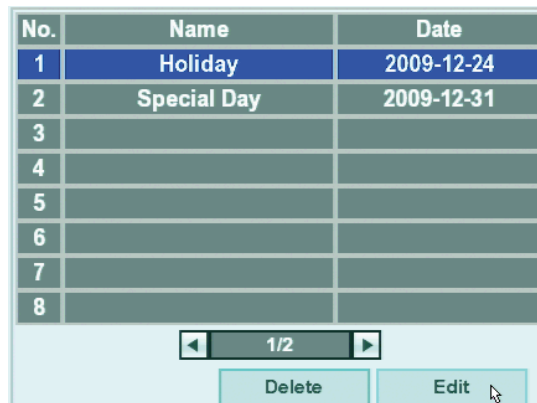 No. Name Date
1 Holiday 2009-12-24
2 Special Day 2009-12-31
3
4
5
6
7
8
1/2
Delete Edit